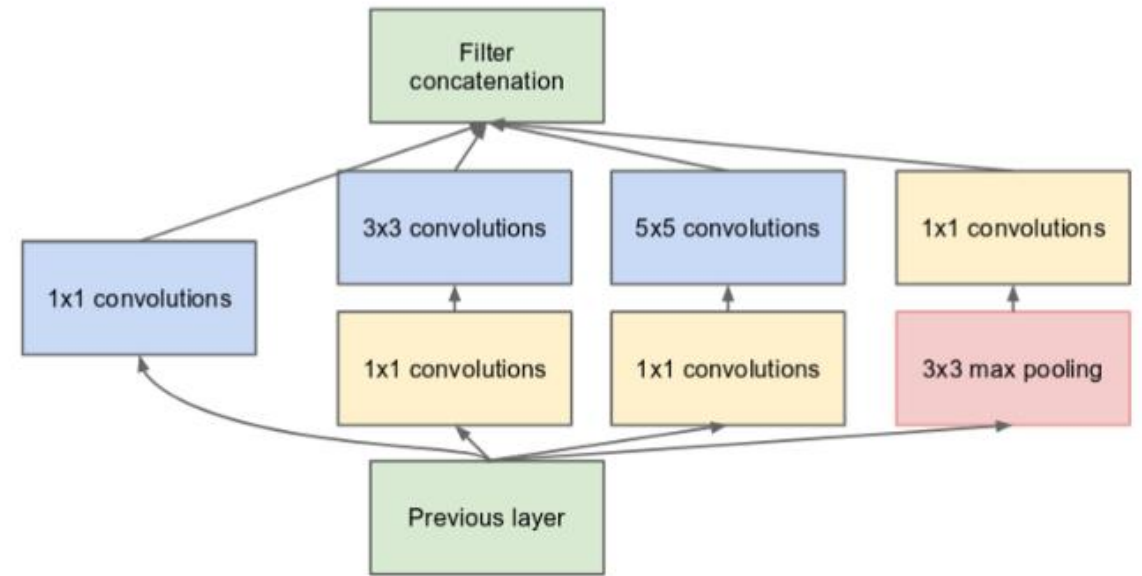 Filter
concatenation
3x3 convolutions
5x5 convolutions
1x1 convolutions
1x1 convolutions
1x1 convolutions
1x1 convolutions
3x3 max pooling
Previous layer